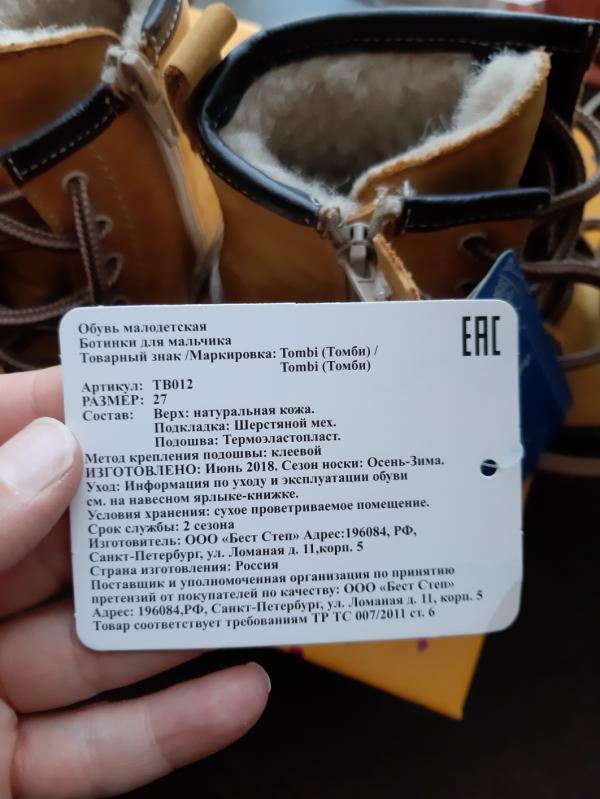 Обувь малодетская
Ботинки для мальчика
Товарный знак /Маркировка: Tombi (Томби) /
Tombi (Томби)
EAC
Артикул: ТВ012
РАЗМЕР: 27
Состав: Верх: натуральная кожа.
Подкладка: Шерстяной мех.
Подошва: Термоэластопласт.
Метод крепления подошвы: клеевой
ИЗГОТОВЛЕНО: Июнь 2018. Сезон носки: Осень-Зима.
Уход: Информация по уходу и эксплуатации обуви
см. на навесном ярлыке-книжке.
Условия хранения: сухое проветриваемое помещение.
Срок службы: 2 сезона
Изготовитель: ООО «Бест Степ» Адрес:196084, РФ,
Санкт-Петербург, ул. Ломаная д. 11,корп. 5
Страна изготовления: Россия
Поставщик и уполномоченная организация по принятию
претензий от покупателей по качеству: ООО «Бест Степ»
Адрес: 196084,РФ, Санкт-Петербург, ул. Ломаная д. 11, корп. 5
Товар соответствует требованиям ТР ТС 007/2011 ст. 6